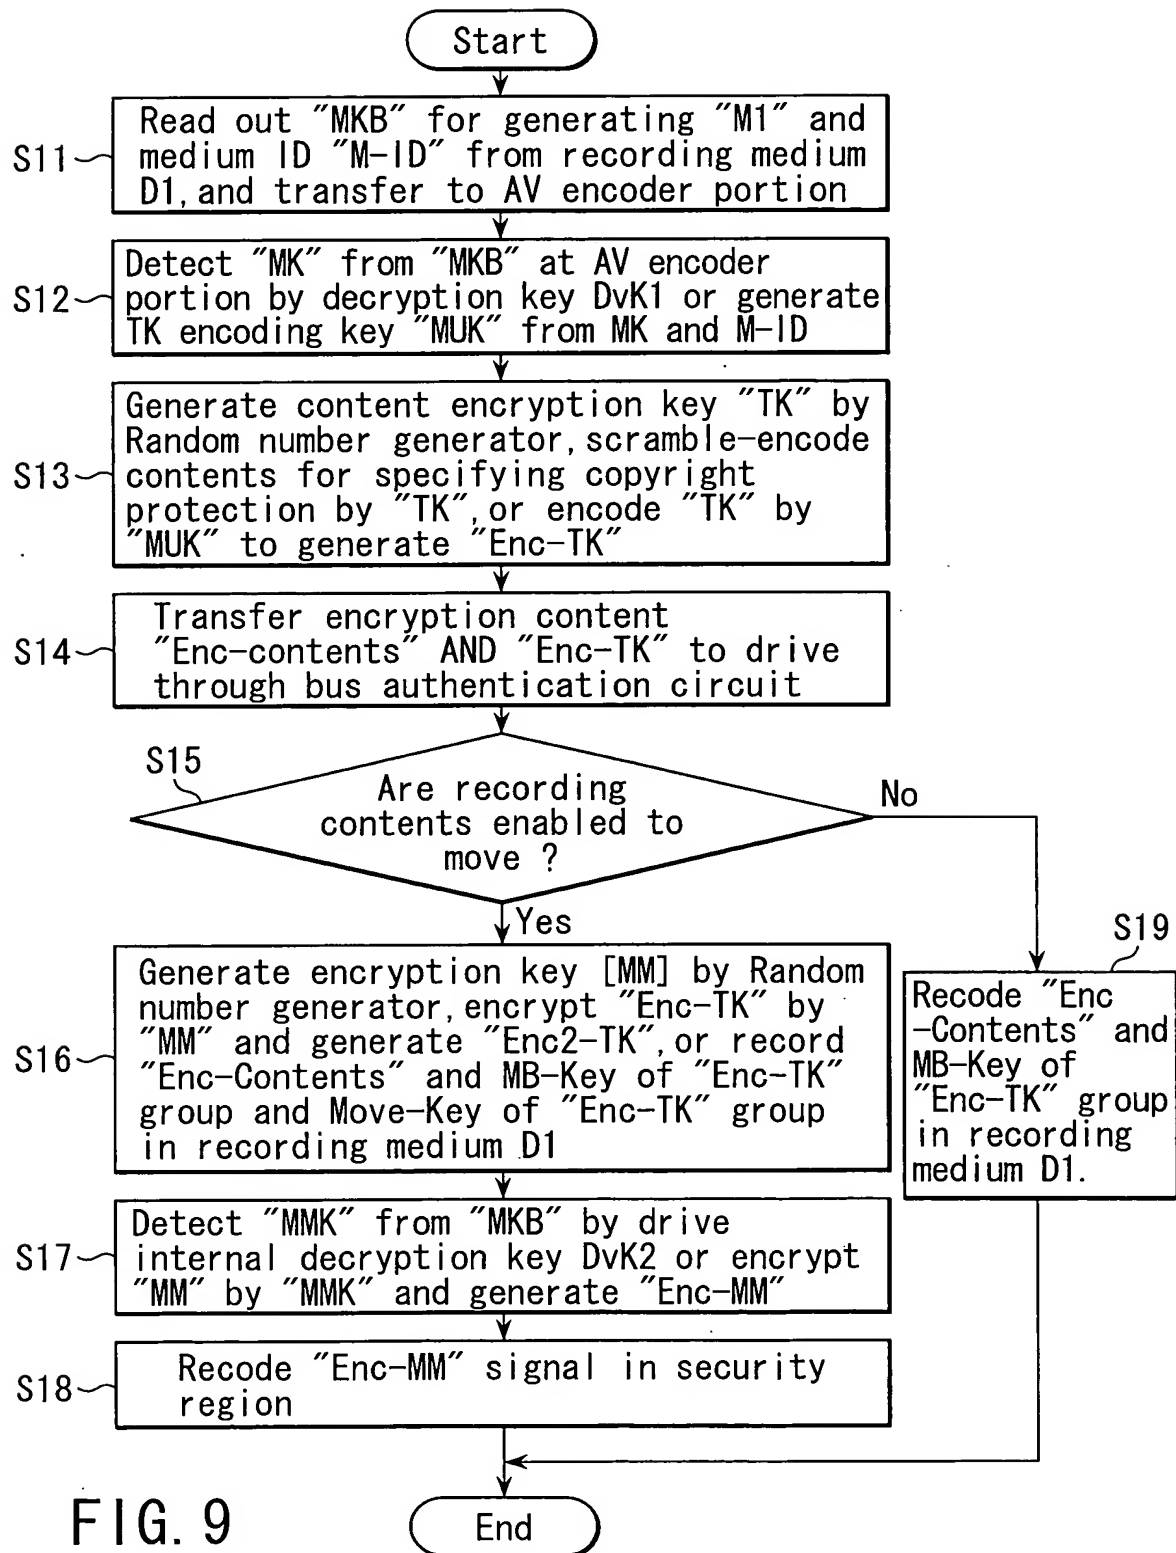 Start
S11
Read out "MKB" for generating "M1" and
medium ID "M-ID" from recording medium
D1, and transfer to AV encoder portion
S12
Detect "MK" from "MKB" at AV encoder
portion by decryption key DvK1 or generate
TK encoding key "MUK" from MK and M-ID
S13
Generate content encryption key "TK" by
Random number generator, scramble-encode
contents for specifying copyright
protection by "TK", or encode "TK" by
"MUK" to generate "Enc-TK"
S14
Transfer encryption content
"Enc-contents" AND "Enc-TK" to drive
through bus authentication circuit
S15
Are recording
contents enabled to
move ?
No
Yes
S16
Generate encryption key [MM] by Random
number generator, encrypt "Enc-TK" by
"MM" and generate "Enc2-TK", or record
"Enc-Contents" and MB-Key of "Enc-TK"
group and Move-Key of "Enc-TK" group
in recording medium D1
S19
Recode "Enc
-Contents" and
MB-Key of
"Enc-TK" group
in recording
medium D1.
S17
Detect "MMK" from "MKB" by drive
internal decryption key DvK2 or encrypt
"MM" by "MMK" and generate "Enc-MM"
S18
Recode "Enc-MM" signal in security
region
End
FIG. 9